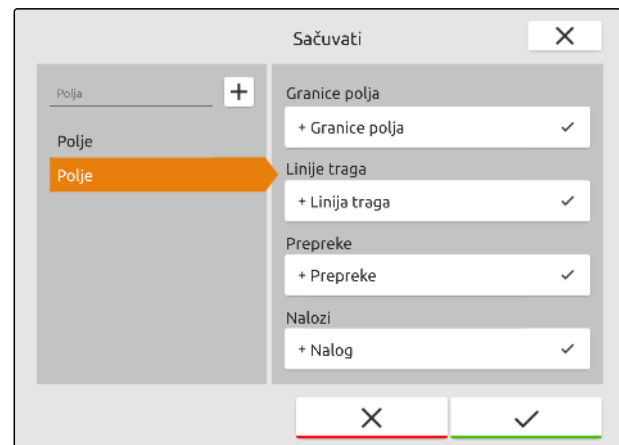 Sačuvati
Polja
Polje
Polje
Granice polja
+ Granice polja
Linije traga
+ Linija traga
Prepreke
+ Prepreke
Nalozi
+ Nalog